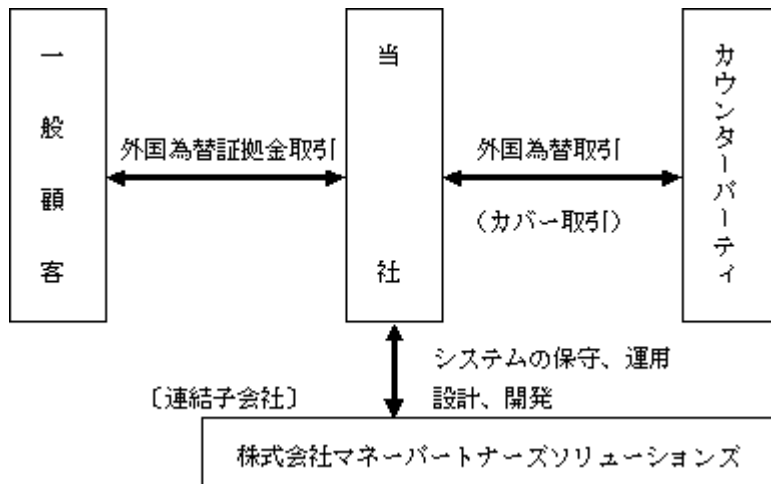 一般顧客
外国為替証拠金取引
当社
外国為替取引
（カバー取引）
カウンターパーティ
システムの保守、運用
設計、開発
〔連結子会社〕
株式会社マネーパートナーズソリューションズ